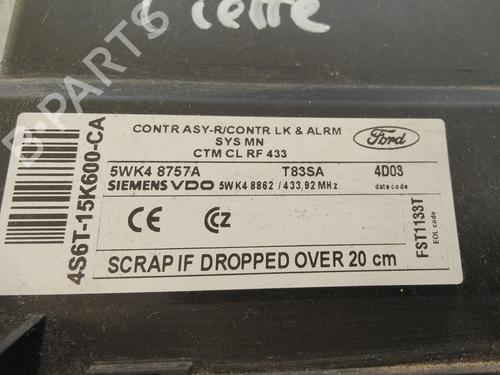 CONTR ASY-R/CONTR LK & ALRM
SYS MN
CTM CL RF 433
Ford
5WK4 8757A T83SA 4D03
SIEMENS VDO 5WK4 8862 / 433,92 MHz date code
CE CZ
SCRAP IF DROPPED OVER 20 cm
4S6T-15K600-CA
FST1133T
EOL code
B-PARTS